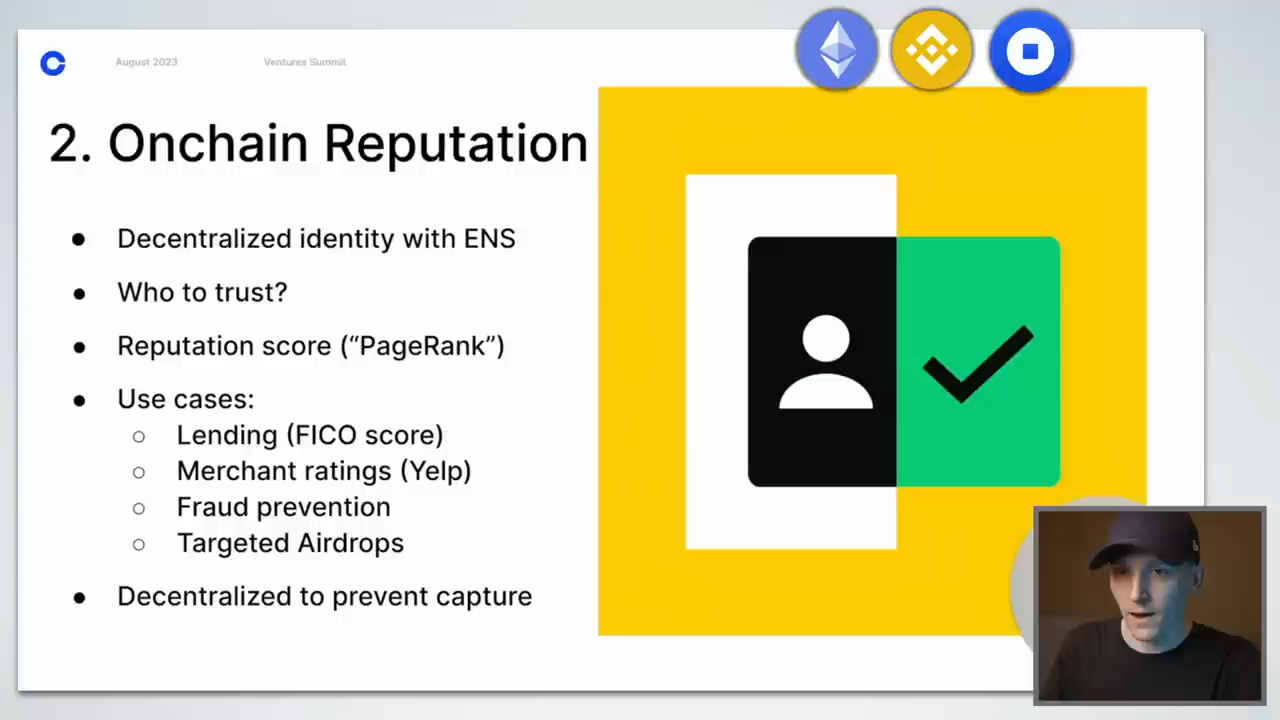 August 2023
Ventures Summit
2. Onchain Reputation
● Decentralized identity with ENS
● Who to trust?
● Reputation score (“PageRank”)
● Use cases:
○ Lending (FICO score)
○ Merchant ratings (Yelp)
○ Fraud prevention
○ Targeted Airdrops
● Decentralized to prevent capture